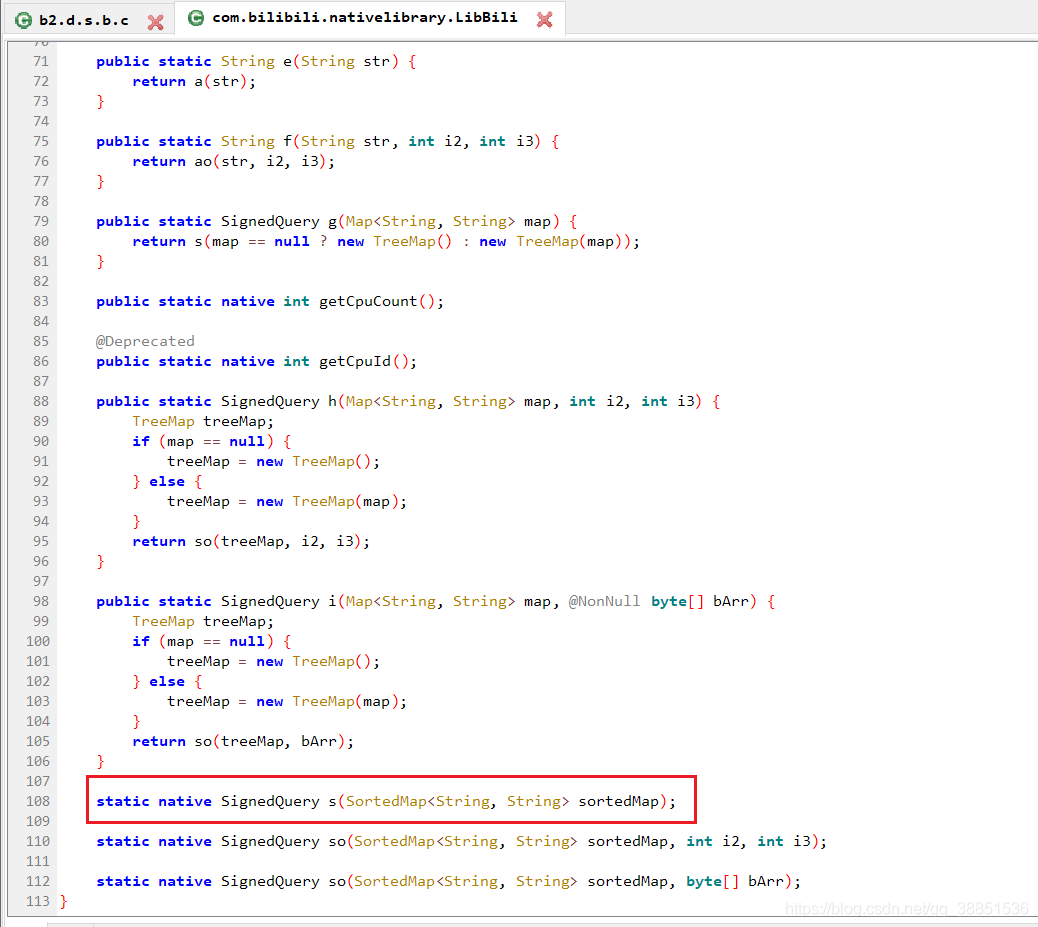 b2.d.s.b.c com.bilibili.nativelibrary.LibBili
70
71 public static String e(String str) {
72 return a(str);
73 }
74
75 public static String f(String str, int i2, int i3) {
76 return ao(str, i2, i3);
77 }
78
79 public static SignedQuery g(Map<String, String> map) {
80 return s(map == null ? new TreeMap() : new TreeMap(map));
81 }
82
83 public static native int getCpuCount();
84
85 @Deprecated
86 public static native int getCpuId();
87
88 public static SignedQuery h(Map<String, String> map, int i2, int i3) {
89 TreeMap treeMap;
90 if (map == null) {
91 treeMap = new TreeMap();
92 } else {
93 treeMap = new TreeMap(map);
94 }
95 return so(treeMap, i2, i3);
96 }
97
98 public static SignedQuery i(Map<String, String> map, @NonNull byte[] bArr) {
99 TreeMap treeMap;
100 if (map == null) {
101 treeMap = new TreeMap();
102 } else {
103 treeMap = new TreeMap(map);
104 }
105 return so(treeMap, bArr);
106 }
107
108 static native SignedQuery s(SortedMap<String, String> sortedMap);
109
110 static native SignedQuery so(SortedMap<String, String> sortedMap, int i2, int i3);
111
112 static native SignedQuery so(SortedMap<String, String> sortedMap, byte[] bArr);
113 }
https://blog.csdn.net/qq_38851536